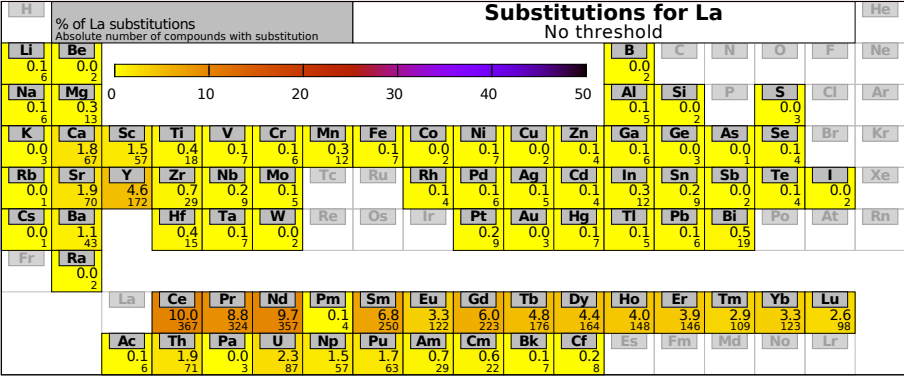 H He
% of La substitutions
Absolute number of compounds with substitution
Substitutions for La
No threshold
Li Be B C N O F Ne
0.1 0.0 0.0
6 2 2
0 10 20 30 40 50
Na Mg Al Si P S Cl Ar
0.1 0.3 0.1 0.0 0.0
6 13 5 2 3
K Ca Sc Ti V Cr Mn Fe Co Ni Cu Zn Ga Ge As Se Br Kr
0.0 1.8 1.5 0.4 0.1 0.1 0.3 0.1 0.0 0.1 0.0 0.1 0.1 0.0 0.0 0.1
3 67 57 18 7 6 12 7 2 7 2 4 6 3 1 4
Rb Sr Y Zr Nb Mo Tc Ru Rh Pd Ag Cd In Sn Sb Te I Xe
0.0 1.9 4.6 0.7 0.2 0.1 0.1 0.1 0.1 0.1 0.3 0.2 0.0 0.1 0.0
1 70 172 29 9 5 4 6 5 4 12 9 2 4 2
Cs Ba Hf Ta W Re Os Ir Pt Au Hg Tl Pb Bi Po At Rn
0.0 1.1 0.4 0.1 0.0 0.2 0.0 0.1 0.1 0.1 0.5
1 43 15 7 2 9 3 7 5 6 19
Fr Ra
0.0
2
La Ce Pr Nd Pm Sm Eu Gd Tb Dy Ho Er Tm Yb Lu
10.0 8.8 9.7 0.1 6.8 3.3 6.0 4.8 4.4 4.0 3.9 2.9 3.3 2.6
367 324 357 4 250 122 223 176 164 148 146 109 123 98
Ac Th Pa U Np Pu Am Cm Bk Cf Es Fm Md No Lr
0.1 1.9 0.0 2.3 1.5 1.7 0.7 0.6 0.1 0.2
6 71 3 87 57 63 29 22 7 8